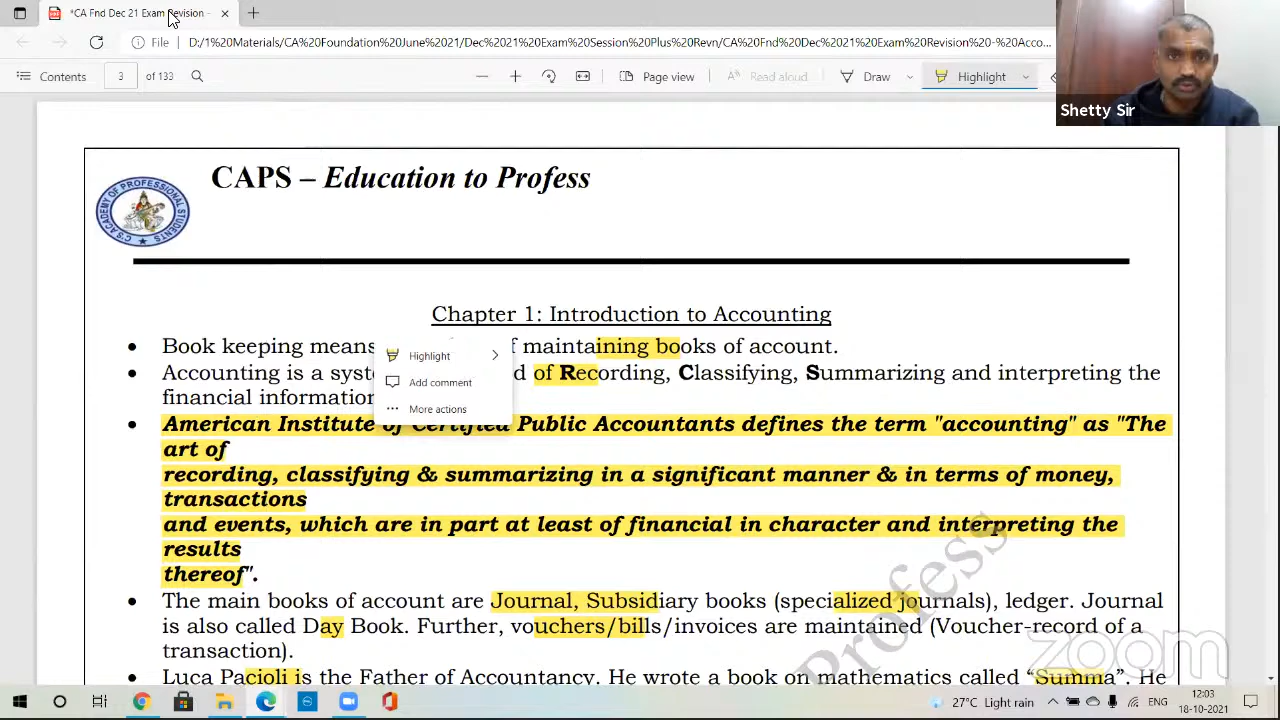 *CA Fnd Dec 21 Exam Revision -
File
D:/1%20Materials/CA%20Foundation%20June%2021/Dec%2021%20Exam%20Session%20Plus%20Revn/CA%20Fnd%20Dec%2021%20Exam%20Revision%20-%20Acco...
Contents 3 of 133 Page view Read aloud Draw Highlight
Shetty Sir
CAPS – Education to Profess
C'S ACADEMY OF PROFESSIONAL STUDENTS
Chapter 1: Introduction to Accounting
• Book keeping means f maintaining books of account.
• Accounting is a syst d of Recording, Classifying, Summarizing and interpreting the
financial information
Highlight
Add comment
More actions
• American Institute of Certified Public Accountants defines the term "accounting" as "The
art of
recording, classifying & summarizing in a significant manner & in terms of money,
transactions
and events, which are in part at least of financial in character and interpreting the
results
thereof".
• The main books of account are Journal, Subsidiary books (specialized journals), ledger. Journal
is also called Day Book. Further, vouchers/bills/invoices are maintained (Voucher-record of a
transaction).
• Luca Pacioli is the Father of Accountancy. He wrote a book on mathematics called “Summa”. He
Profess
zoom
27°C Light rain ENG 12:03
18-10-2021